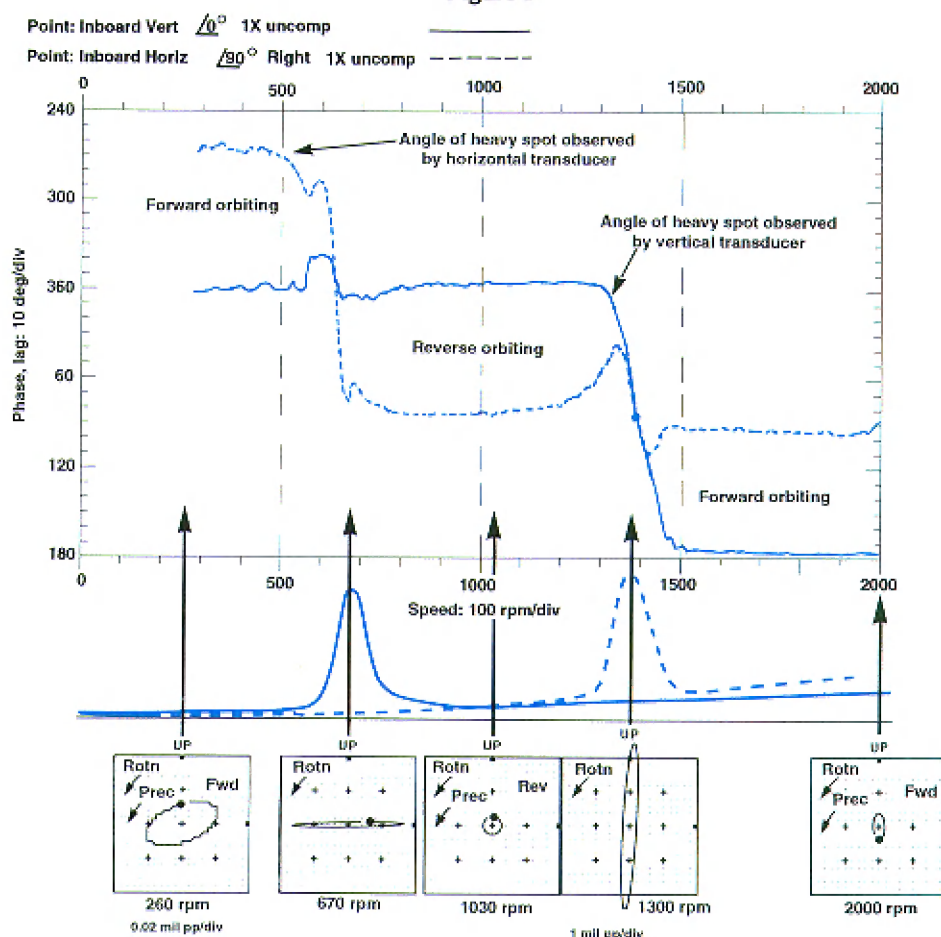 Point: Inboard Vert /0° 1X uncomp
Point: Inboard Horiz /90° Right 1X uncomp
0 500 1000 1500 2000
240
300
360
60
120
180
Phase, lag: 10 deg/div
Angle of heavy spot observed
by horizontal transducer
Forward orbiting
Angle of heavy spot observed
by vertical transducer
Reverse orbiting
Forward orbiting
0 500 1000 1500 2000
Speed: 100 rpm/div
UP UP UP UP UP
Rotn
Prec
Fwd
260 rpm
0.02 mil pp/div
Rotn
670 rpm
Rotn
Prec
Rev
1030 rpm
Rotn
1300 rpm
1 mil pp/div
Rotn
Prec
Fwd
2000 rpm